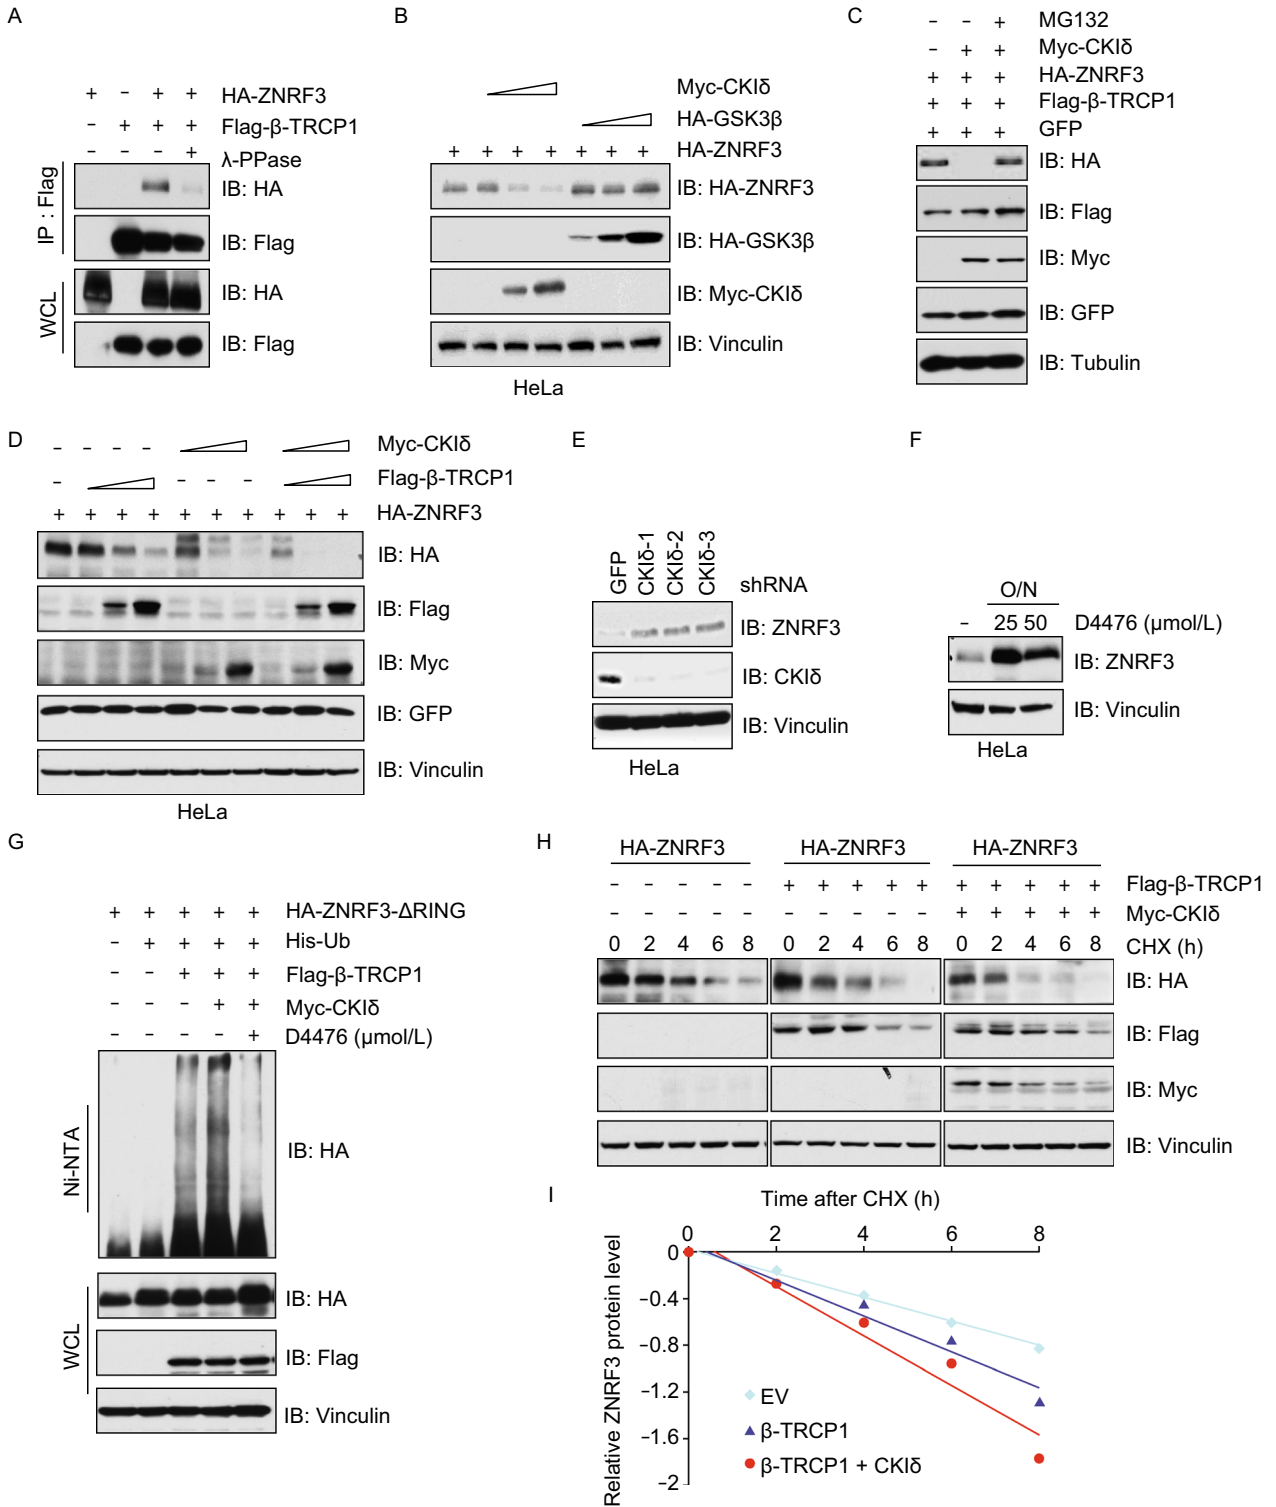 A
+ − + + HA-ZNRF3
− + + + Flag-β-TRCP1
− − − + λ-PPase
IP : Flag
IB: HA
IB: Flag
WCL
IB: HA
IB: Flag
B
Myc-CKIδ
HA-GSK3β
+ + + + + + + HA-ZNRF3
IB: HA-ZNRF3
IB: HA-GSK3β
IB: Myc-CKIδ
IB: Vinculin
HeLa
C
− − + MG132
− + + Myc-CKIδ
+ + + HA-ZNRF3
+ + + Flag-β-TRCP1
+ + + GFP
IB: HA
IB: Flag
IB: Myc
IB: GFP
IB: Tubulin
D
− − − − Myc-CKIδ
− − − − Flag-β-TRCP1
+ + + + + + + + + + HA-ZNRF3
IB: HA
IB: Flag
IB: Myc
IB: GFP
IB: Vinculin
HeLa
E
GFP CKIδ-1 CKIδ-2 CKIδ-3 shRNA
IB: ZNRF3
IB: CKIδ
IB: Vinculin
HeLa
F
O/N
− 25 50 D4476 (μmol/L)
IB: ZNRF3
IB: Vinculin
HeLa
G
+ + + + + HA-ZNRF3-ΔRING
− + + + + His-Ub
− − + + + Flag-β-TRCP1
− − − + + Myc-CKIδ
− − − − + D4476 (μmol/L)
Ni-NTA
IB: HA
WCL
IB: HA
IB: Flag
IB: Vinculin
H
HA-ZNRF3 HA-ZNRF3 HA-ZNRF3
− − − − − + + + + + + + + + + Flag-β-TRCP1
− − − − − − − − − − + + + + + Myc-CKIδ
0 2 4 6 8 0 2 4 6 8 0 2 4 6 8 CHX (h)
IB: HA
IB: Flag
IB: Myc
IB: Vinculin
I
Time after CHX (h)
0 2 4 6 8
Relative ZNRF3 protein level
0
−0.4
−0.8
−1.2
−1.6
−2
EV
β-TRCP1
β-TRCP1 + CKIδ